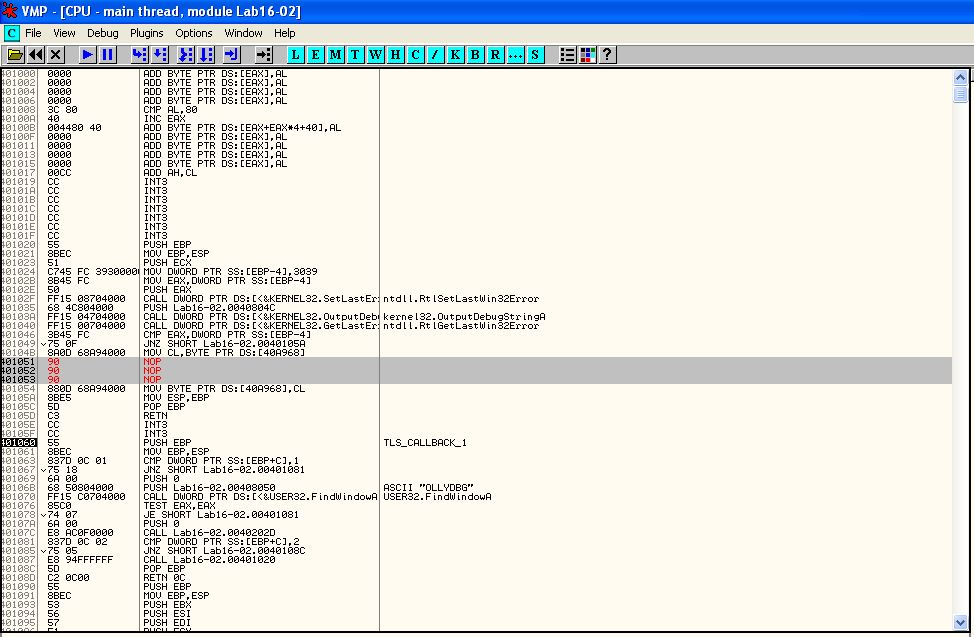 VMP - [CPU - main thread, module Lab16-02]
C File View Debug Plugins Options Window Help
L E M T W H C / K B R ... S ?
401000 0000 ADD BYTE PTR DS:[EAX],AL
401002 0000 ADD BYTE PTR DS:[EAX],AL
401004 0000 ADD BYTE PTR DS:[EAX],AL
401006 0000 ADD BYTE PTR DS:[EAX],AL
401008 3C 80 CMP AL,80
40100A 40 INC EAX
40100B 004480 40 ADD BYTE PTR DS:[EAX+EAX*4+40],AL
40100F 0000 ADD BYTE PTR DS:[EAX],AL
401011 0000 ADD BYTE PTR DS:[EAX],AL
401013 0000 ADD BYTE PTR DS:[EAX],AL
401015 0000 ADD BYTE PTR DS:[EAX],AL
401017 00CC ADD AH,CL
401019 CC INT3
40101A CC INT3
40101B CC INT3
40101C CC INT3
40101D CC INT3
40101E CC INT3
40101F CC INT3
401020 55 PUSH EBP
401021 8BEC MOV EBP,ESP
401023 51 PUSH ECX
401024 C745 FC 3930000 MOV DWORD PTR SS:[EBP-4],3039
40102B 8B45 FC MOV EAX,DWORD PTR SS:[EBP-4]
40102E 50 PUSH EAX
40102F FF15 08704000 CALL DWORD PTR DS:[<&KERNEL32.SetLastEr: ntdll.RtlSetLastWin32Error
401035 68 4C804000 PUSH Lab16-02.0040804C
40103A FF15 04704000 CALL DWORD PTR DS:[<&KERNEL32.OutputDeb kernel32.OutputDebugStringA
401040 FF15 00704000 CALL DWORD PTR DS:[<&KERNEL32.GetLastEr: ntdll.RtlGetLastWin32Error
401046 3B45 FC CMP EAX,DWORD PTR SS:[EBP-4]
401049 75 0F JNZ SHORT Lab16-02.0040105A
40104B 8A0D 68A94000 MOV CL,BYTE PTR DS:[40A968]
401051 90 NOP
401052 90 NOP
401053 90 NOP
401054 880D 68A94000 MOV BYTE PTR DS:[40A968],CL
40105A 8BE5 MOV ESP,EBP
40105C 5D POP EBP
40105D C3 RETN
40105E CC INT3
40105F CC INT3
401060 55 PUSH EBP TLS_CALLBACK_1
401061 8BEC MOV EBP,ESP
401063 837D 0C 01 CMP DWORD PTR SS:[EBP+C],1
401067 75 18 JNZ SHORT Lab16-02.00401081
401069 6A 00 PUSH 0
40106B 68 50804000 PUSH Lab16-02.00408050 ASCII "OLLYDBG"
401070 FF15 C0704000 CALL DWORD PTR DS:[<&USER32.FindWindowA USER32.FindWindowA
401076 85C0 TEST EAX,EAX
401078 74 07 JE SHORT Lab16-02.00401081
40107A 6A 00 PUSH 0
40107C E8 AC0F0000 CALL Lab16-02.0040202D
401081 837D 0C 02 CMP DWORD PTR SS:[EBP+C],2
401085 75 05 JNZ SHORT Lab16-02.0040108C
401087 E8 94FFFFFF CALL Lab16-02.00401020
40108C 5D POP EBP
40108D C2 0C00 RETN 0C
401090 55 PUSH EBP
401091 8BEC MOV EBP,ESP
401093 53 PUSH EBX
401094 56 PUSH ESI
401095 57 PUSH EDI